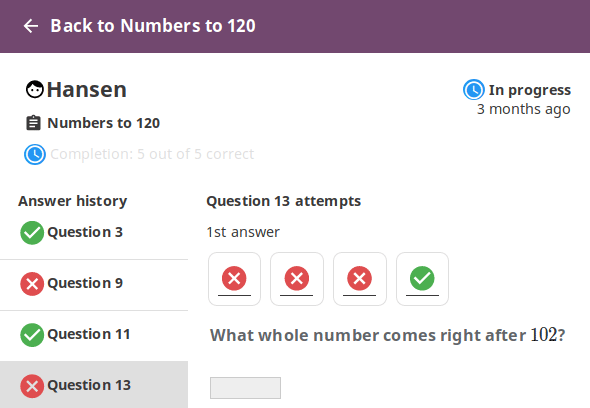 Back to Numbers to 120
Hansen
In progress
3 months ago
Numbers to 120
Completion: 5 out of 5 correct
Answer history
Question 3
Question 9
Question 11
Question 13
Question 13 attempts
1st answer
What whole number comes right after 102?